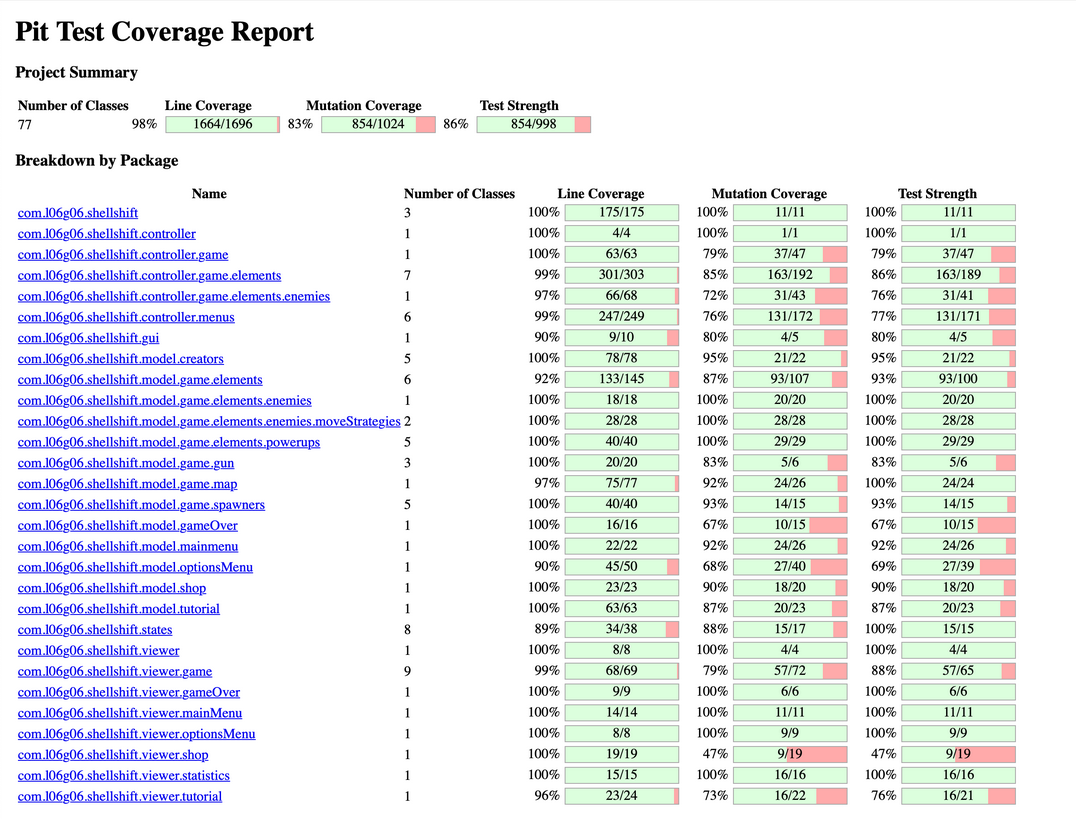 Pit Test Coverage Report
Project Summary
Number of Classes Line Coverage Mutation Coverage Test Strength
77 98% 1664/1696 83% 854/1024 86% 854/998
Breakdown by Package
Name Number of Classes Line Coverage Mutation Coverage Test Strength
com.l06g06.shellshift 3 100% 175/175 100% 11/11 100% 11/11
com.l06g06.shellshift.controller 1 100% 4/4 100% 1/1 100% 1/1
com.l06g06.shellshift.controller.game 1 100% 63/63 79% 37/47 79% 37/47
com.l06g06.shellshift.controller.game.elements 7 99% 301/303 85% 163/192 86% 163/189
com.l06g06.shellshift.controller.game.elements.enemies 1 97% 66/68 72% 31/43 76% 31/41
com.l06g06.shellshift.controller.menus 6 99% 247/249 76% 131/172 77% 131/171
com.l06g06.shellshift.gui 1 90% 9/10 80% 4/5 80% 4/5
com.l06g06.shellshift.model.creators 5 100% 78/78 95% 21/22 95% 21/22
com.l06g06.shellshift.model.game.elements 6 92% 133/145 87% 93/107 93% 93/100
com.l06g06.shellshift.model.game.elements.enemies 1 100% 18/18 100% 20/20 100% 20/20
com.l06g06.shellshift.model.game.elements.enemies.moveStrategies 2 100% 28/28 100% 28/28 100% 28/28
com.l06g06.shellshift.model.game.elements.powerups 5 100% 40/40 100% 29/29 100% 29/29
com.l06g06.shellshift.model.game.gun 3 100% 20/20 83% 5/6 83% 5/6
com.l06g06.shellshift.model.game.map 1 97% 75/77 92% 24/26 100% 24/24
com.l06g06.shellshift.model.game.spawners 5 100% 40/40 93% 14/15 93% 14/15
com.l06g06.shellshift.model.gameOver 1 100% 16/16 67% 10/15 67% 10/15
com.l06g06.shellshift.model.mainmenu 1 100% 22/22 92% 24/26 92% 24/26
com.l06g06.shellshift.model.optionsMenu 1 90% 45/50 68% 27/40 69% 27/39
com.l06g06.shellshift.model.shop 1 100% 23/23 90% 18/20 90% 18/20
com.l06g06.shellshift.model.tutorial 1 100% 63/63 87% 20/23 87% 20/23
com.l06g06.shellshift.states 8 89% 34/38 88% 15/17 100% 15/15
com.l06g06.shellshift.viewer 1 100% 8/8 100% 4/4 100% 4/4
com.l06g06.shellshift.viewer.game 9 99% 68/69 79% 57/72 88% 57/65
com.l06g06.shellshift.viewer.gameOver 1 100% 9/9 100% 6/6 100% 6/6
com.l06g06.shellshift.viewer.mainMenu 1 100% 14/14 100% 11/11 100% 11/11
com.l06g06.shellshift.viewer.optionsMenu 1 100% 8/8 100% 9/9 100% 9/9
com.l06g06.shellshift.viewer.shop 1 100% 19/19 47% 9/19 47% 9/19
com.l06g06.shellshift.viewer.statistics 1 100% 15/15 100% 16/16 100% 16/16
com.l06g06.shellshift.viewer.tutorial 1 96% 23/24 73% 16/22 76% 16/21